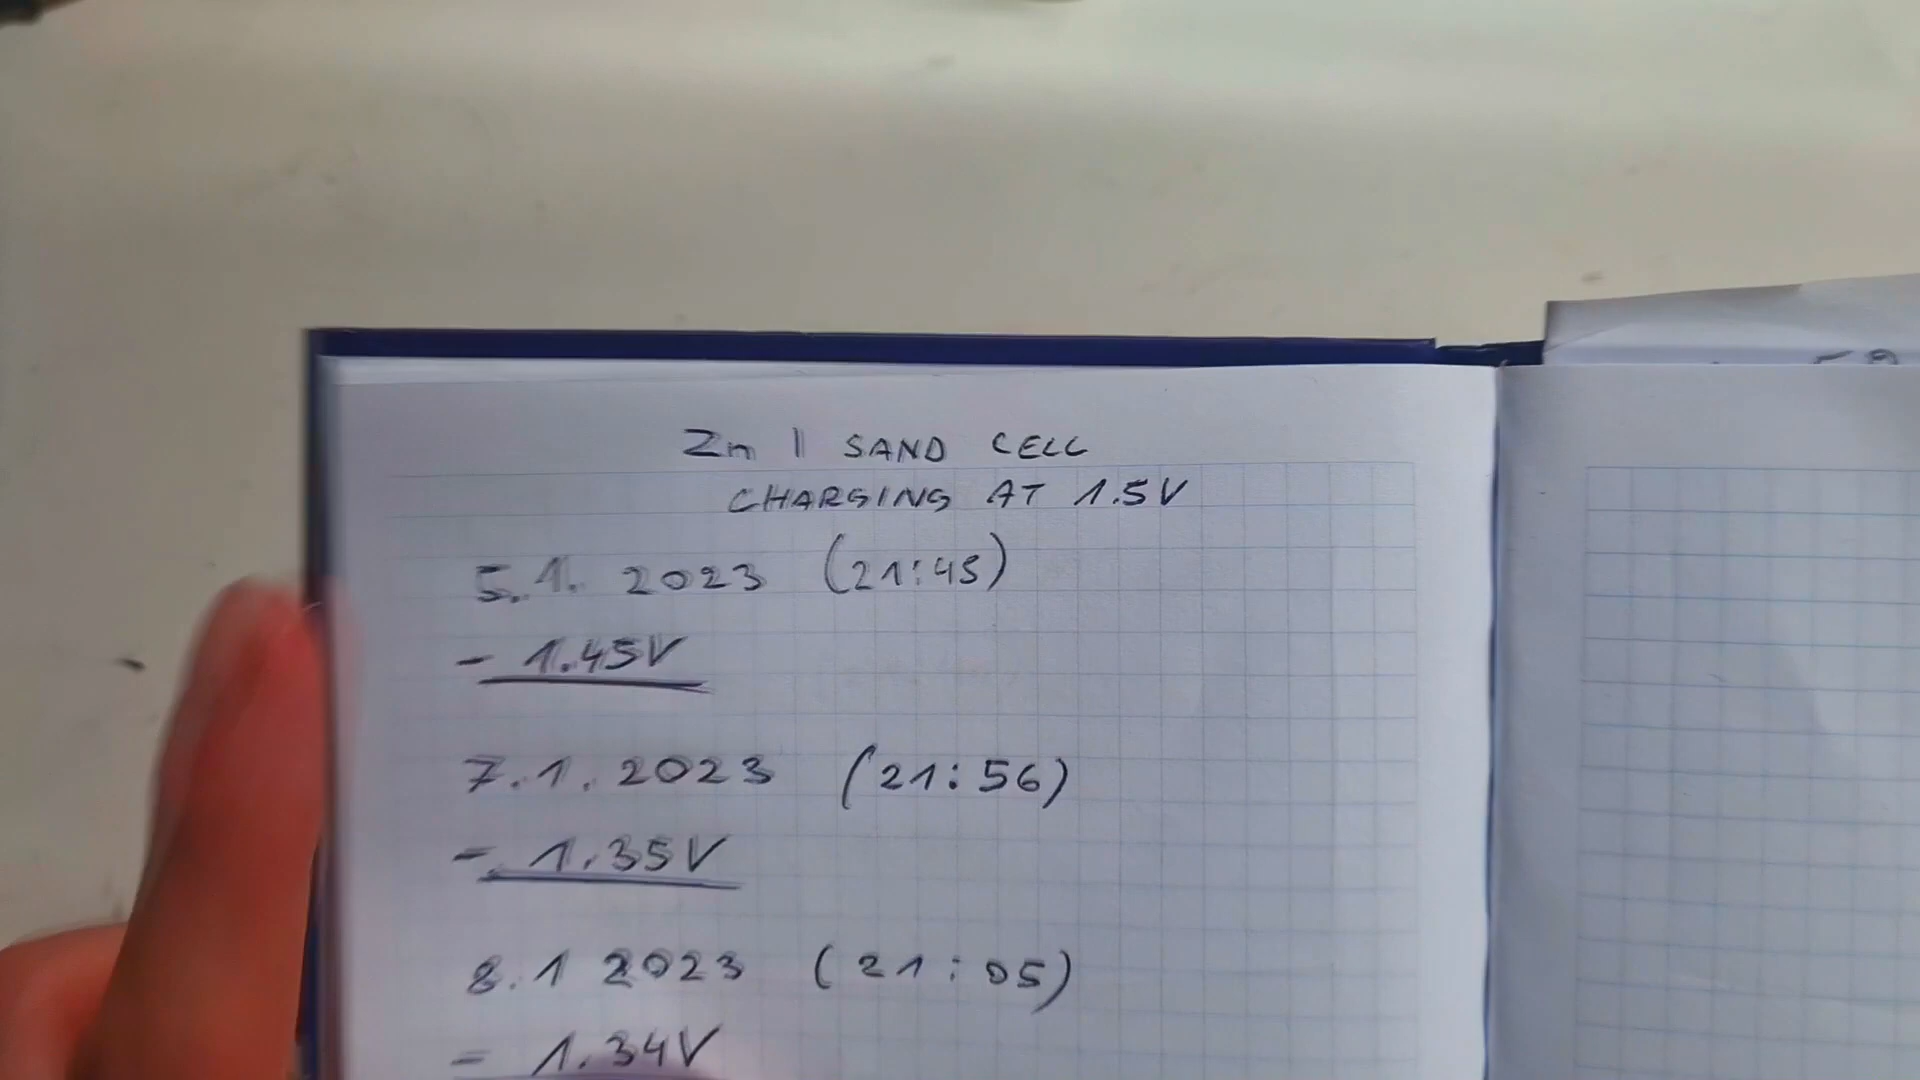 Zn | SAND CELL
CHARGING AT 1.5V
5.1. 2023 (21:45)
- 1.45V
7.1. 2023 (21:56)
- 1.35V
8.1 2023 (21:05)
- 1.34V